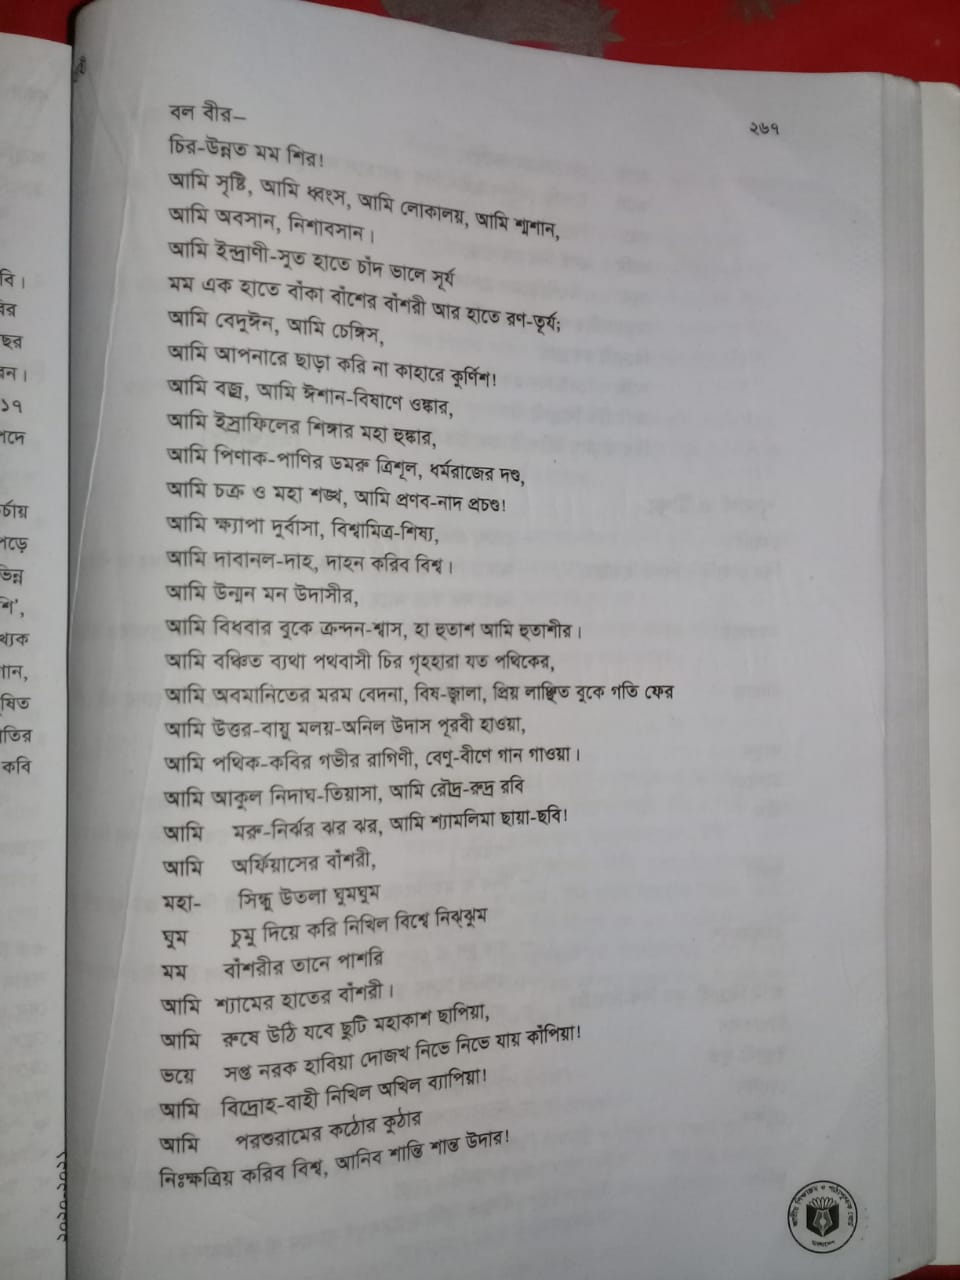 ২৬৭
বল বীর—
চির-উন্নত মম শির!
আমি সৃষ্টি, আমি ধ্বংস, আমি লোকালয়, আমি শ্মশান,
আমি অবসান, নিশাবসান।
আমি ইন্দ্রাণী-সুত হাতে চাঁদ ভালে সূর্য
মম এক হাতে বাঁকা বাঁশের বাঁশরী আর হাতে রণ-তূর্য;
আমি বেদুঈন, আমি চেঙ্গিস,
আমি আপনারে ছাড়া করি না কাহারে কুর্নিশ!
আমি বজ্র, আমি ঈশান-বিষাণে ওঙ্কার,
আমি ইস্রাফিলের শিঙ্গার মহা হুঙ্কার,
আমি পিণাক-পাণির ডমরু ত্রিশূল, ধর্মরাজের দণ্ড,
আমি চক্র ও মহা শঙ্খ, আমি প্রণব-নাদ প্রচণ্ড!
আমি ক্ষ্যাপা দুর্বাসা, বিশ্বামিত্র-শিষ্য,
আমি দাবানল-দাহ, দাহন করিব বিশ্ব।
আমি উন্মন মন উদাসীর,
আমি বিধবার বুকে ক্রন্দন-শ্বাস, হা হুতাশ আমি হুতাশীর।
আমি বঞ্চিত ব্যথা পথবাসী চির গৃহহারা যত পথিকের,
আমি অবমানিতের মরম বেদনা, বিষ-জ্বালা, প্রিয় লাঞ্ছিত বুকে গতি ফের
আমি উত্তর-বায়ু মলয়-অনিল উদাস পূরবী হাওয়া,
আমি পথিক-কবির গভীর রাগিণী, বেণু-বীণে গান গাওয়া।
আমি আকুল নিদাঘ-তিয়াসা, আমি রৌদ্র-রুদ্র রবি
আমি মরু-নির্ঝর ঝর ঝর, আমি শ্যামলিমা ছায়া-ছবি!
আমি অর্ফিয়াসের বাঁশরী,
মহা- সিন্ধু উতলা ঘুমঘুম
ঘুম চুমু দিয়ে করি নিখিল বিশ্বে নিঝ্ঝুম
মম বাঁশরীর তানে পাশরি
আমি শ্যামের হাতের বাঁশরী।
আমি রুষে উঠি যবে ছুটি মহাকাশ ছাপিয়া,
ভয়ে সপ্ত নরক হাবিয়া দোজখ নিভে নিভে যায় কাঁপিয়া!
আমি বিদ্রোহ-বাহী নিখিল অখিল ব্যাপিয়া!
আমি পরশুরামের কঠোর কুঠার
নিঃক্ষত্রিয় করিব বিশ্ব, আনিব শান্তি শান্ত উদার!
২০২০-২০২১